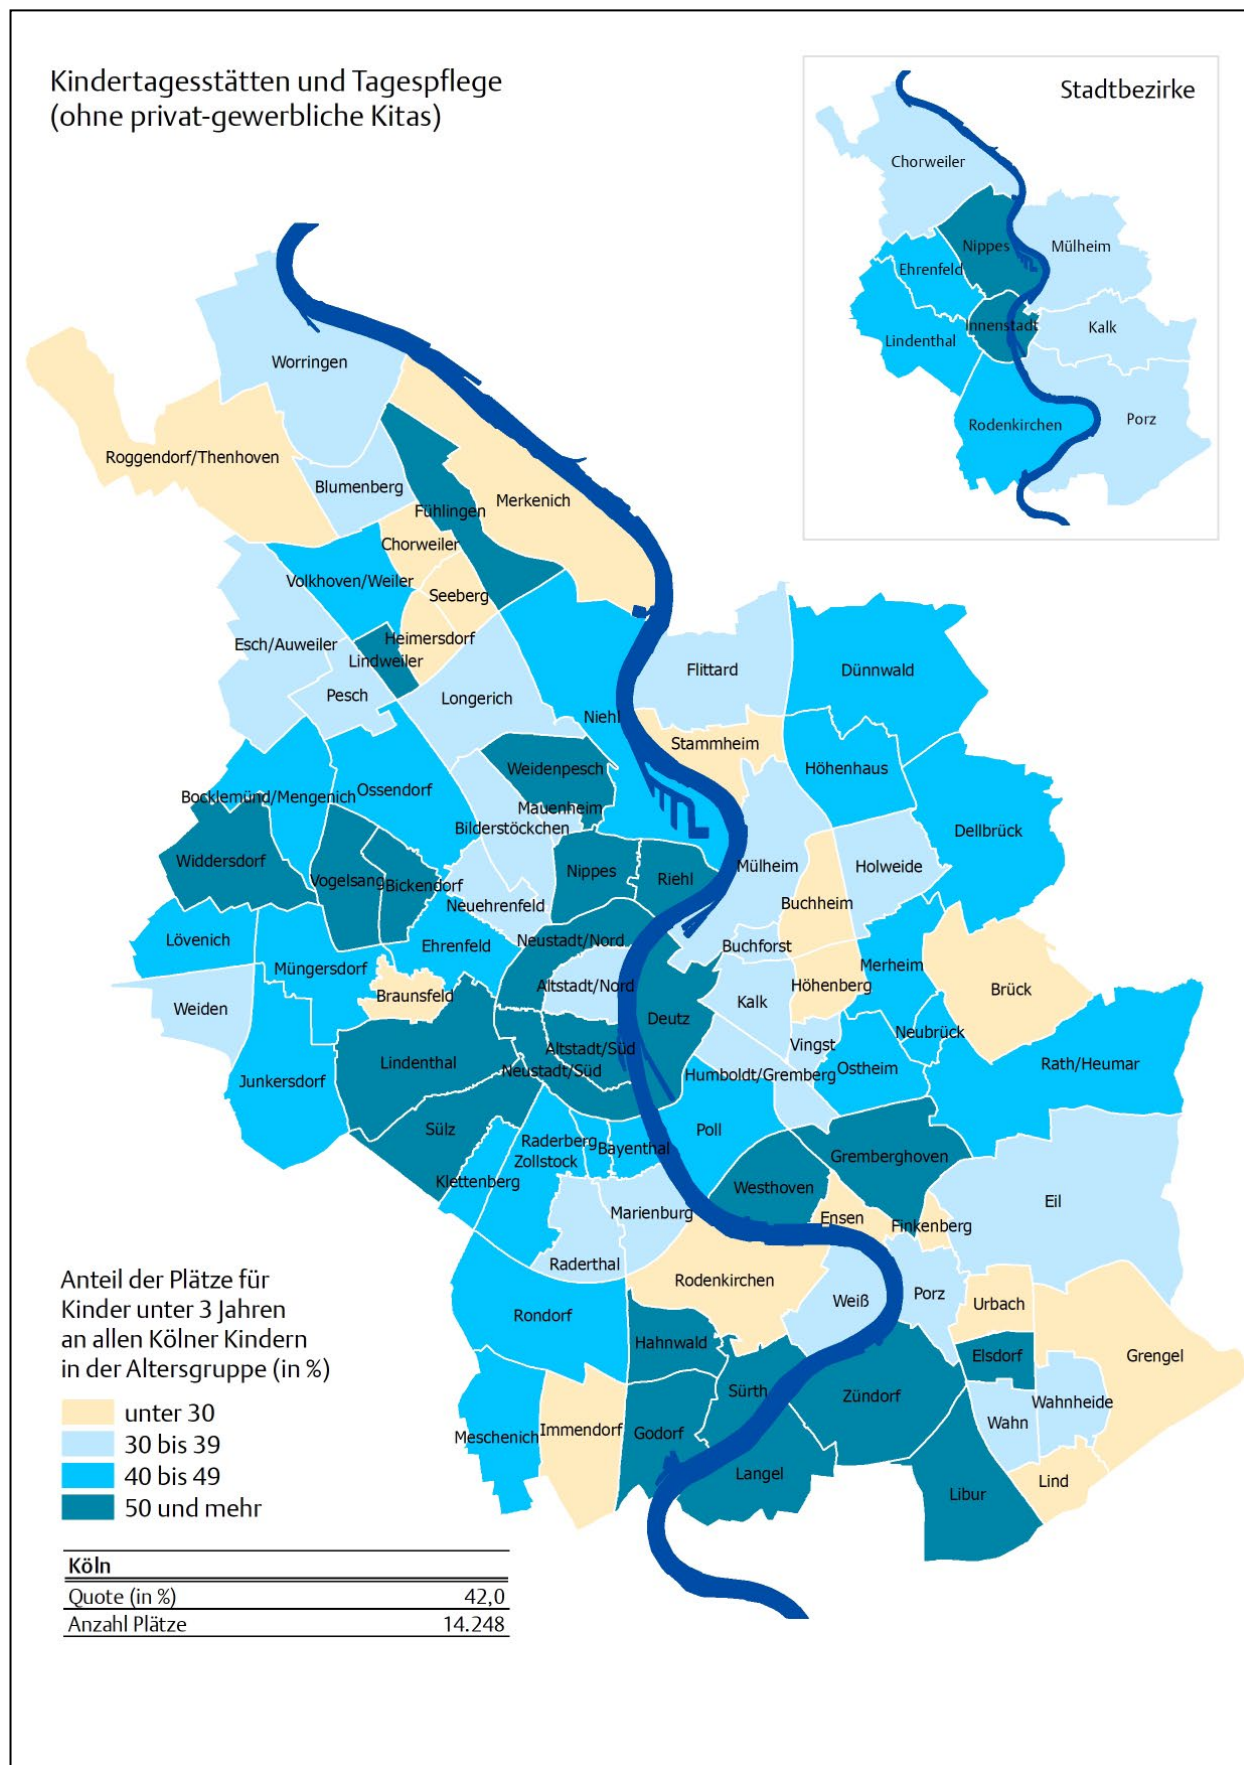 Kindertagesstätten und Tagespflege
(ohne privat-gewerbliche Kitas)
Stadtbezirke
Chorweiler
Nippes
Mülheim
Ehrenfeld
Innenstadt
Kalk
Lindenthal
Rodenkirchen
Porz
Worringen
Roggendorf/Thenhoven
Blumenberg
Merkenich
Fühlingen
Chorweiler
Volkhoven/Weiler
Seeberg
Heimersdorf
Esch/Auweiler
Lindweiler
Pesch
Longerich
Flittard
Dünnwald
Niehl
Stammheim
Höhenhaus
Weidenpesch
Bocklemünd/Mengenich
Ossendorf
Mauenheim
Bilderstöckchen
Dellbrück
Widdersdorf
Vogelsang
Bickendorf
Nippes
Riehl
Mülheim
Holweide
Neuehrenfeld
Buchheim
Lövenich
Ehrenfeld
Neustadt/Nord
Buchforst
Müngersdorf
Merheim
Altstadt/Nord
Höhenberg
Brück
Braunsfeld
Weiden
Kalk
Deutz
Neubrück
Vingst
Altstadt/Süd
Lindenthal
Neustadt/Süd
Humboldt/Gremberg
Ostheim
Rath/Heumar
Junkersdorf
Sülz
Raderberg
Zollstock
Bayenthal
Poll
Gremberghoven
Klettenberg
Westhoven
Marienburg
Ensen
Finkenberg
Eil
Raderthal
Rodenkirchen
Weiß
Porz
Urbach
Rondorf
Hahnwald
Elsdorf
Grengel
Sürth
Zündorf
Wahnheide
Wahn
Meschenich
Immendorf
Godorf
Langel
Lind
Libur
Anteil der Plätze für
Kinder unter 3 Jahren
an allen Kölner Kindern
in der Altersgruppe (in %)
unter 30
30 bis 39
40 bis 49
50 und mehr
Köln
Quote (in %) 42,0
Anzahl Plätze 14.248